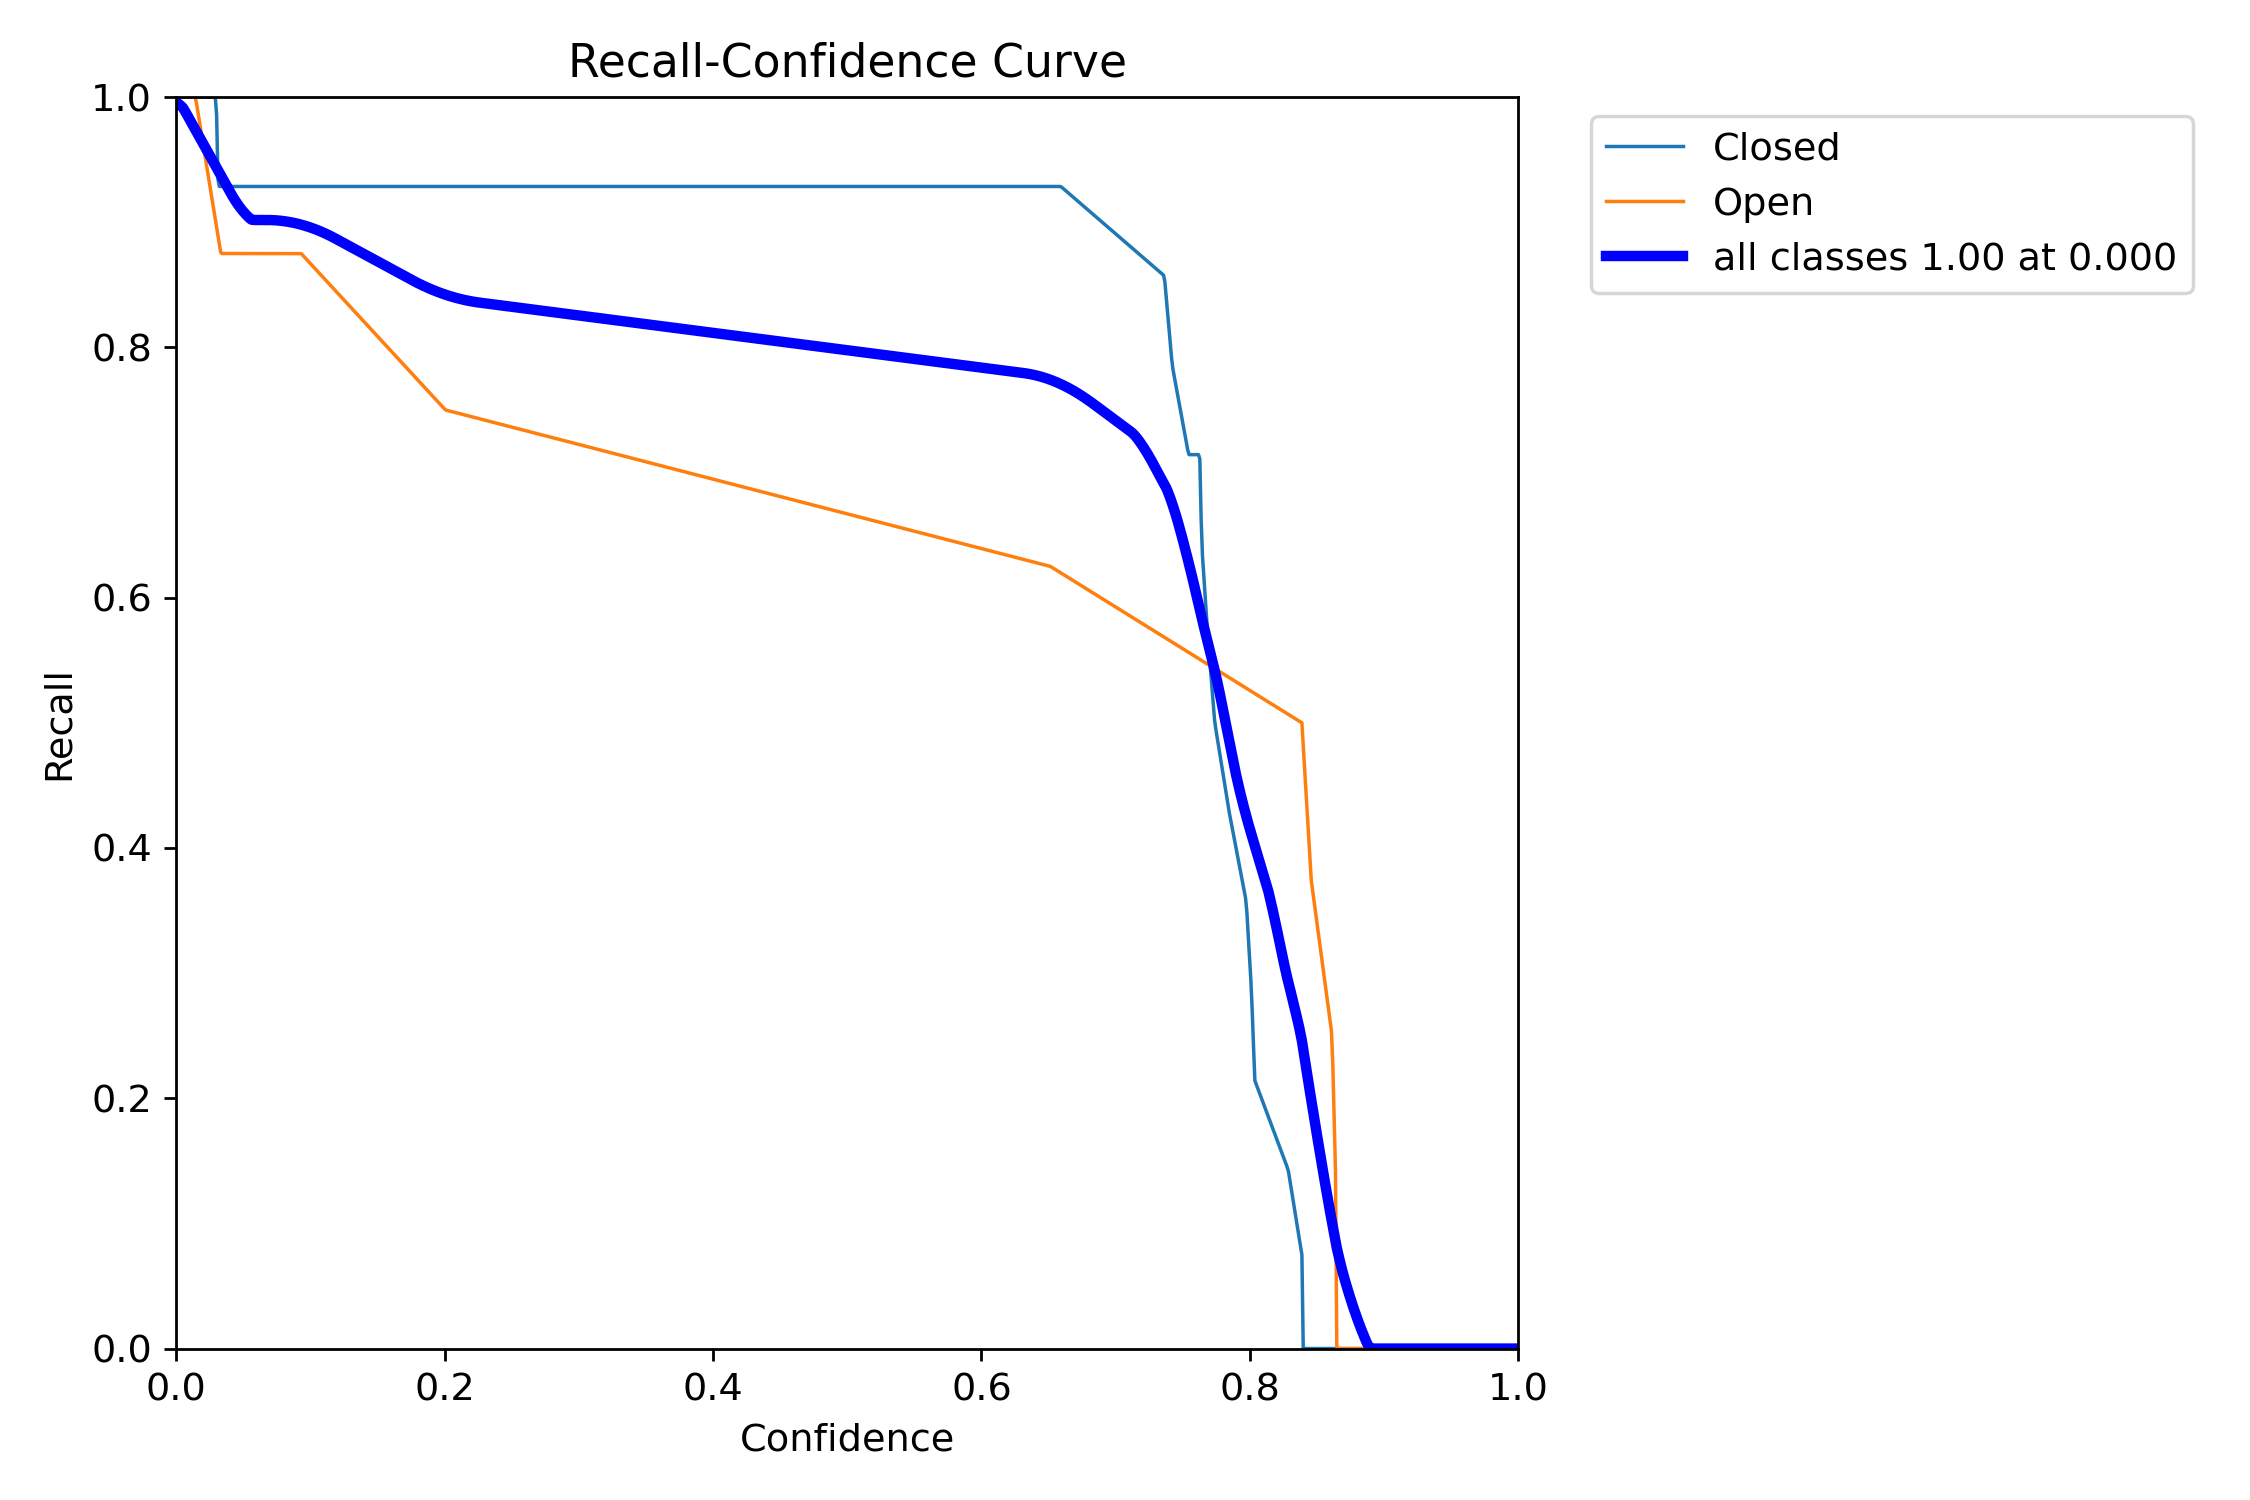 Recall-Confidence Curve
Closed
Open
all classes 1.00 at 0.000
1.0
0.8
0.6
0.4
0.2
0.0
Recall
0.0 0.2 0.4 0.6 0.8 1.0
Confidence